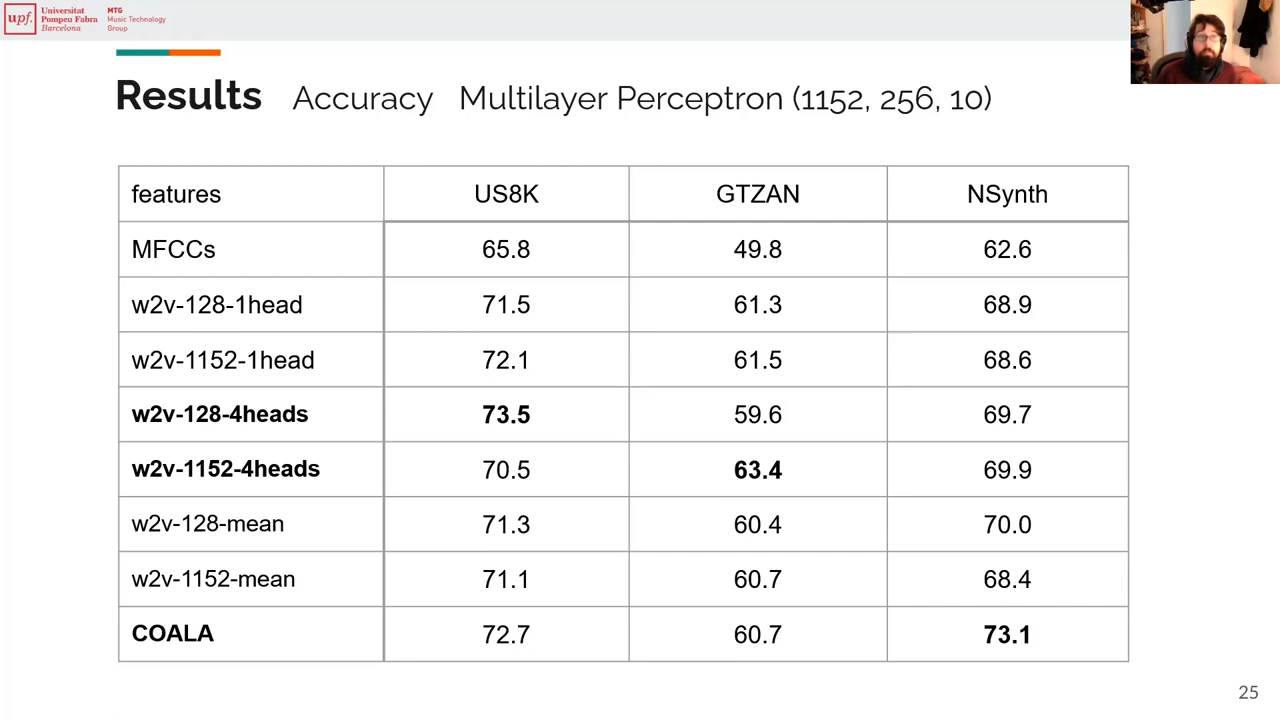 upf.
Universitat
Pompeu Fabra
Barcelona
MTG
Music Technology
Group
Results Accuracy Multilayer Perceptron (1152, 256, 10)
features US8K GTZAN NSynth
MFCCs 65.8 49.8 62.6
w2v-128-1head 71.5 61.3 68.9
w2v-1152-1head 72.1 61.5 68.6
w2v-128-4heads 73.5 59.6 69.7
w2v-1152-4heads 70.5 63.4 69.9
w2v-128-mean 71.3 60.4 70.0
w2v-1152-mean 71.1 60.7 68.4
COALA 72.7 60.7 73.1
25